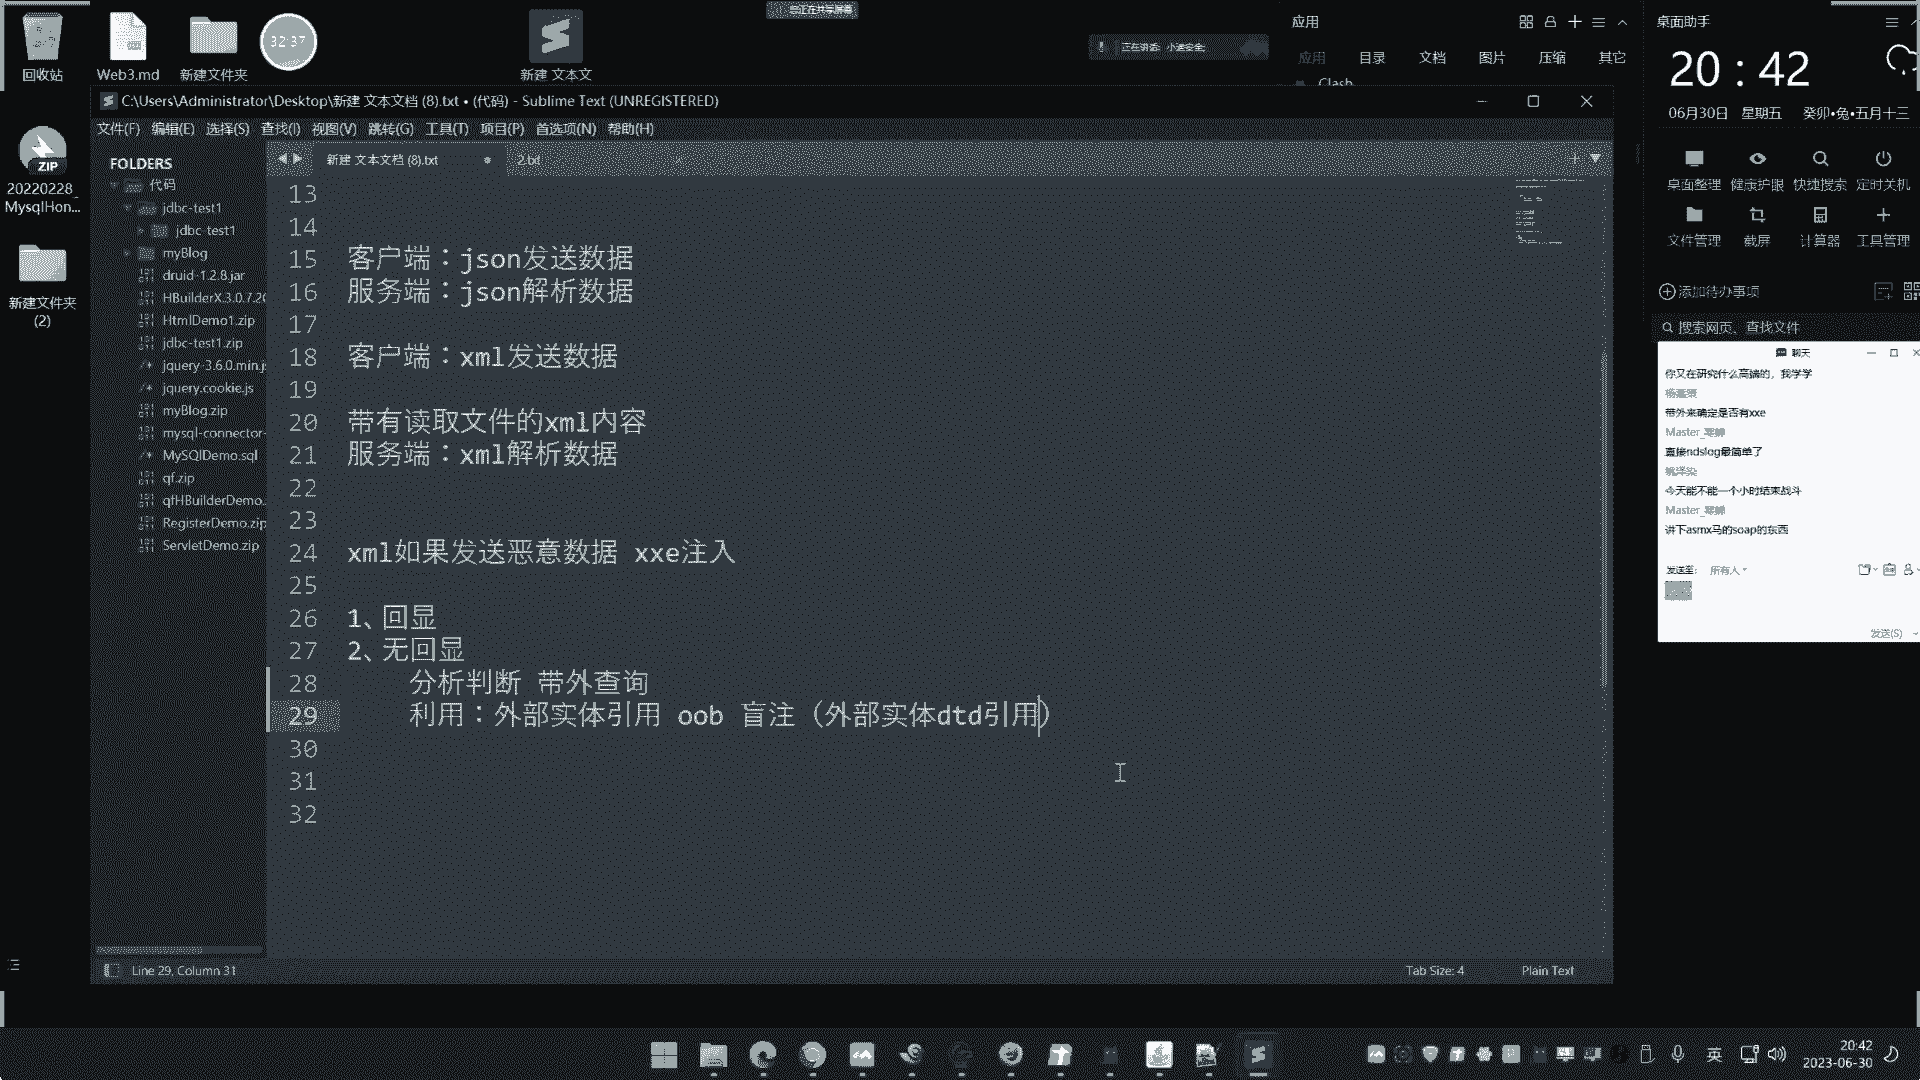 回收站
Web3.md
新建文件夹
32:37
新建 文本文
您正在共享屏幕
正在讲话: 小迪安全;
应用
应用 目录 文档 图片 压缩 其它
Clash
桌面助手
20 : 42
06月30日 星期五 癸卯•兔•五月十三
桌面整理 健康护眼 快捷搜索 定时关机
文件管理 截屏 计算器 工具管理
添加待办事项
搜索网页、查找文件
ZIP
20220228_
MysqlHon...
新建文件夹
(2)
C:\Users\Administrator\Desktop\新建 文本文档 (8).txt • (代码) - Sublime Text (UNREGISTERED)
文件(F) 编辑(E) 选择(S) 查找(I) 视图(V) 跳转(G) 工具(T) 项目(P) 首选项(N) 帮助(H)
FOLDERS
代码
jdbc-test1
jdbc-test1
myBlog
druid-1.2.8.jar
HBuilderX.3.0.7.20
HtmlDemo1.zip
jdbc-test1.zip
jquery-3.6.0.min.js
jquery.cookie.js
myBlog.zip
mysql-connector-
MySQlDemo.sql
qf.zip
qfHBuilderDemo.
RegisterDemo.zip
ServletDemo.zip
新建 文本文档 (8).txt
2.txt
13
14
15 客户端：json发送数据
16 服务端：json解析数据
17
18 客户端：xml发送数据
19
20 带有读取文件的xml内容
21 服务端：xml解析数据
22
23
24 xml如果发送恶意数据 xxe注入
25
26 1、回显
27 2、无回显
28 分析判断 带外查询
29 利用：外部实体引用 oob 盲注（外部实体dtd引用）
30
31
32
Line 29, Column 31
Tab Size: 4
Plain Text
聊天
你又在研究什么高端的，我学学
带外来确定是否有xxe
直接ndslog最简单了
今天能不能一个小时结束战斗
讲下asmx马的soap的东西
发送至: 所有人
发送(S)
英
20:42
2023-06-30